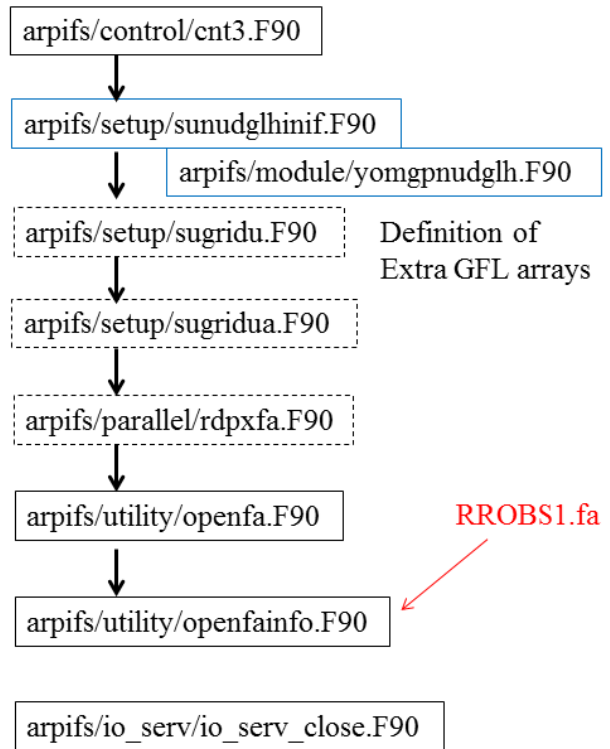 arpifs/control/cnt3.F90
arpifs/setup/sunudglhinif.F90
arpifs/module/yomgpnudglh.F90
arpifs/setup/sugridu.F90
Definition of
Extra GFL arrays
arpifs/setup/sugridua.F90
arpifs/parallel/rdpxfa.F90
arpifs/utility/openfa.F90
RROBS1.fa
arpifs/utility/openfainfo.F90
arpifs/io_serv/io_serv_close.F90